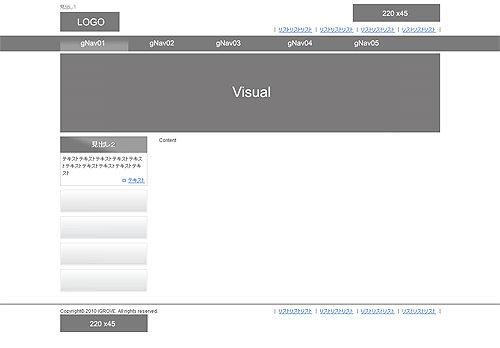 見出し1
LOGO
220 x45
| リストリストリスト | リストリストリスト | リストリストリスト | リストリストリスト |
gNav01 gNav02 gNav03 gNav04 gNav05
Visual
見出し2
Content
テキストテキストテキストテキストテキス
トテキストテキストテキストテキストテキ
スト
テキスト
Copyright© 2010 IGROVE. All rights reserved.
| リストリストリスト | リストリストリスト | リストリストリスト | リストリストリスト |
220 x45